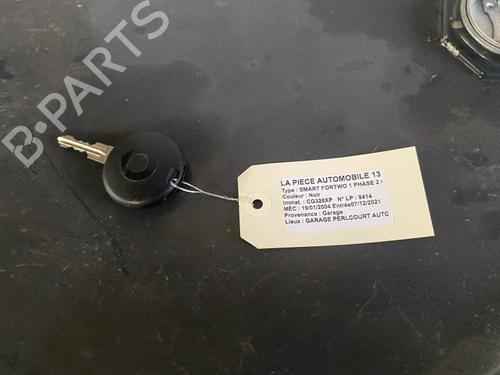 B-PARTS
LA PIECE AUTOMOBILE 13
Type : SMART FORTWO 1 PHASE 2 I
Couleur : Noir
Immat. : CG326XP N° LP : 9414
MEC : 19/01/2004 Entrée07/12/2021
Provenance : Garage
Lieux : GARAGE PERLCOURT AUTC